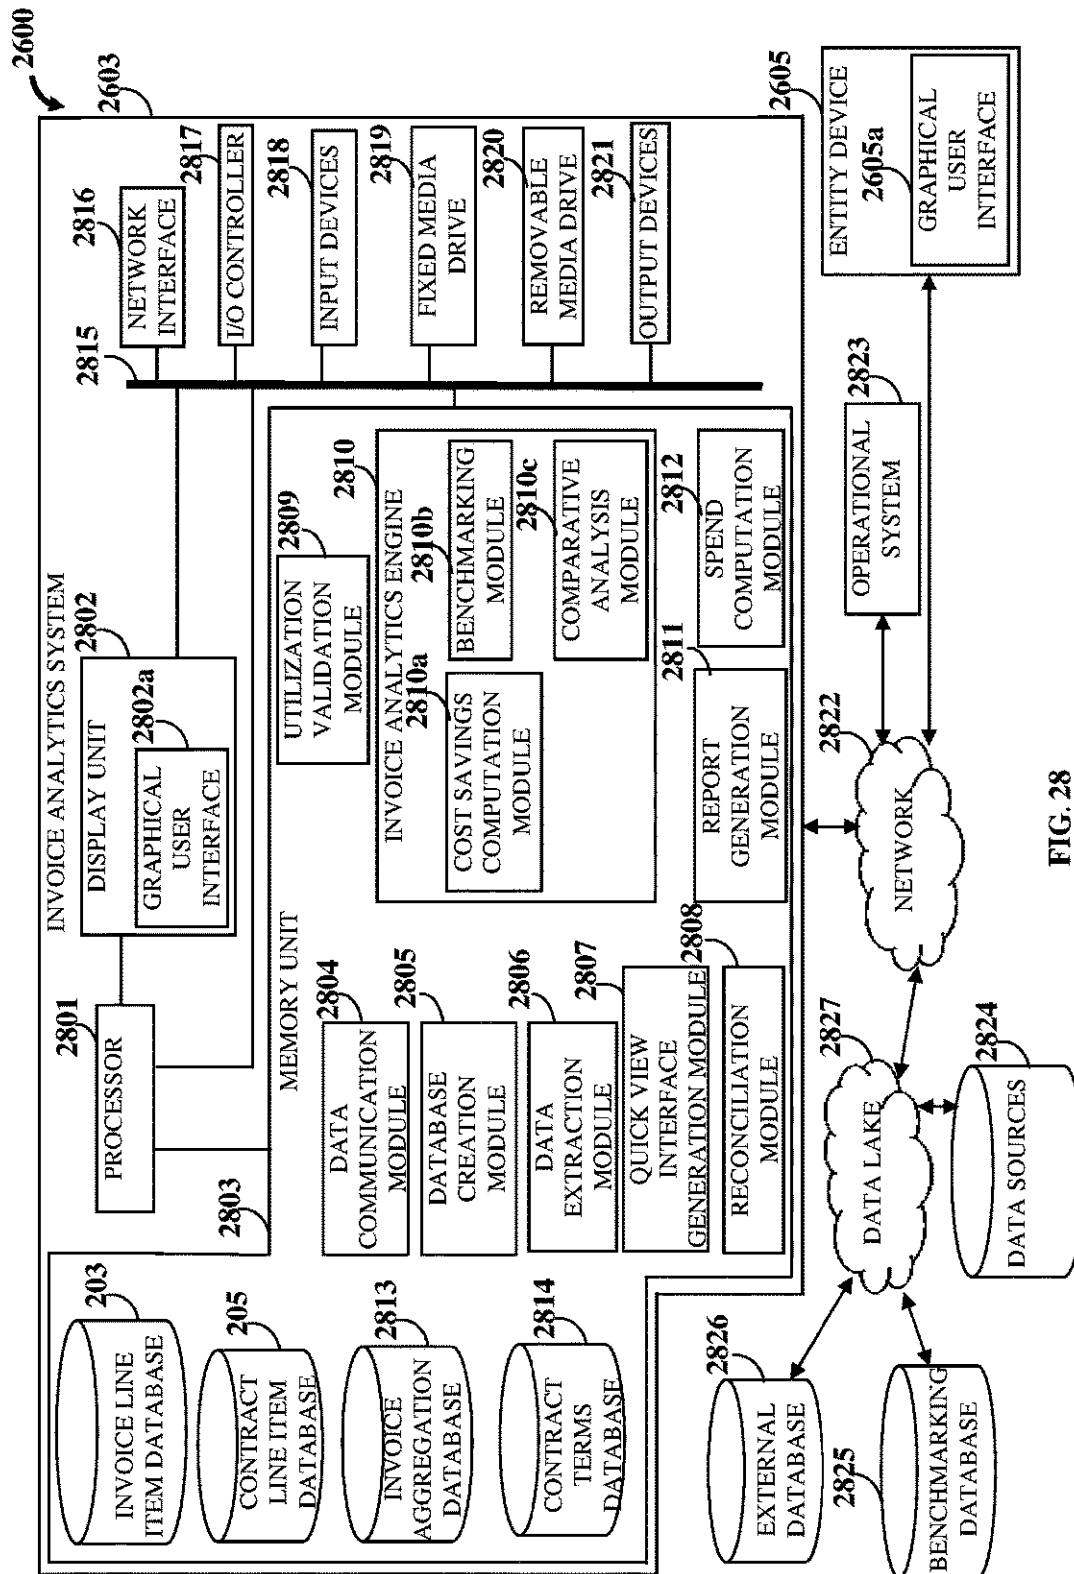 2600
2603
INVOICE ANALYTICS SYSTEM
203
INVOICE LINE
ITEM DATABASE
205
CONTRACT
LINE ITEM
DATABASE
2813
INVOICE
AGGREGATION
DATABASE
2814
CONTRACT
TERMS
DATABASE
2801
PROCESSOR
2802
DISPLAY UNIT
2802a
GRAPHICAL
USER
INTERFACE
2815
2816
NETWORK
INTERFACE
2817
I/O CONTROLLER
2818
INPUT DEVICES
2819
FIXED MEDIA
DRIVE
2820
REMOVABLE
MEDIA DRIVE
2821
OUTPUT DEVICES
2803
MEMORY UNIT
2804
DATA
COMMUNICATION
MODULE
2805
DATABASE
CREATION
MODULE
2806
DATA
EXTRACTION
MODULE
2807
QUICK VIEW
INTERFACE
GENERATION MODULE
2808
RECONCILIATION MODULE
2809
UTILIZATION
VALIDATION
MODULE
2810
INVOICE ANALYTICS ENGINE
2810a
COST SAVINGS
COMPUTATION
MODULE
2810b
BENCHMARKING
MODULE
2810c
COMPARATIVE
ANALYSIS
MODULE
2811
REPORT
GENERATION
MODULE
2812
SPEND
COMPUTATION
MODULE
2826
EXTERNAL
DATABASE
2825
BENCHMARKING
DATABASE
2827
DATA LAKE
2824
DATA SOURCES
2822
NETWORK
2823
OPERATIONAL
SYSTEM
2605
ENTITY DEVICE
2605a
GRAPHICAL
USER
INTERFACE
FIG. 28